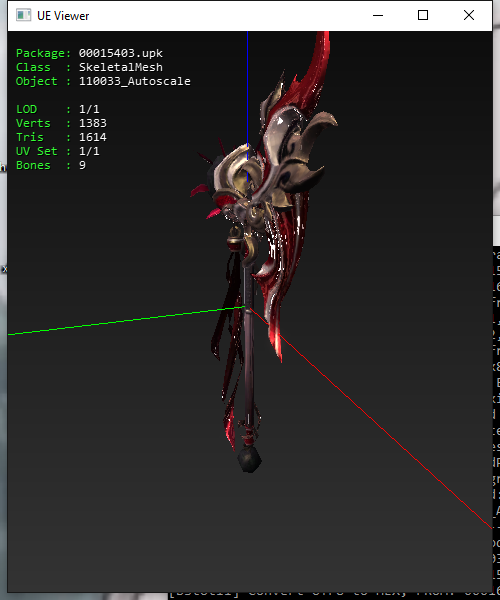 UE Viewer
Package: 00015403.upk
Class : SkeletalMesh
Object : 110033_Autoscale
LOD : 1/1
Verts : 1383
Tris : 1614
UV Set : 1/1
Bones : 9